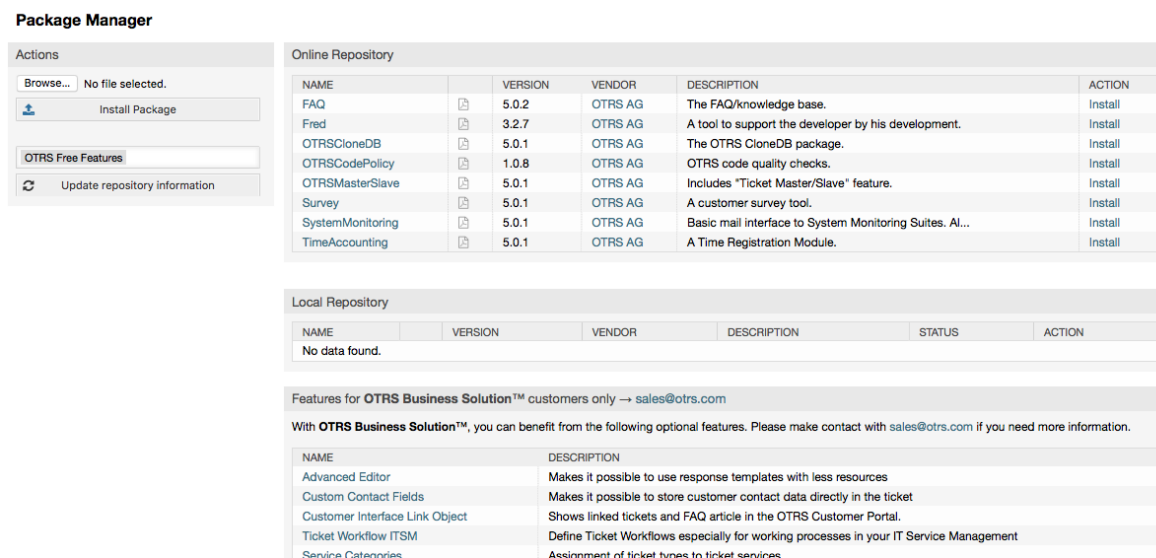 Package Manager
Actions
Browse... No file selected.
Install Package
OTRS Free Features
Update repository information
Online Repository
NAME VERSION VENDOR DESCRIPTION ACTION
FAQ 5.0.2 OTRS AG The FAQ/knowledge base. Install
Fred 3.2.7 OTRS AG A tool to support the developer by his development. Install
OTRSCloneDB 5.0.1 OTRS AG The OTRS CloneDB package. Install
OTRSCodePolicy 1.0.8 OTRS AG OTRS code quality checks. Install
OTRSMasterSlave 5.0.1 OTRS AG Includes "Ticket Master/Slave" feature. Install
Survey 5.0.1 OTRS AG A customer survey tool. Install
SystemMonitoring 5.0.1 OTRS AG Basic mail interface to System Monitoring Suites. Al... Install
TimeAccounting 5.0.1 OTRS AG A Time Registration Module. Install
Local Repository
NAME VERSION VENDOR DESCRIPTION STATUS ACTION
No data found.
Features for OTRS Business Solution™ customers only → sales@otrs.com
With OTRS Business Solution™, you can benefit from the following optional features. Please make contact with sales@otrs.com if you need more information.
NAME DESCRIPTION
Advanced Editor Makes it possible to use response templates with less resources
Custom Contact Fields Makes it possible to store customer contact data directly in the ticket
Customer Interface Link Object Shows linked tickets and FAQ article in the OTRS Customer Portal.
Ticket Workflow ITSM Define Ticket Workflows especially for working processes in your IT Service Management
Service Categories Assignment of ticket types to ticket services